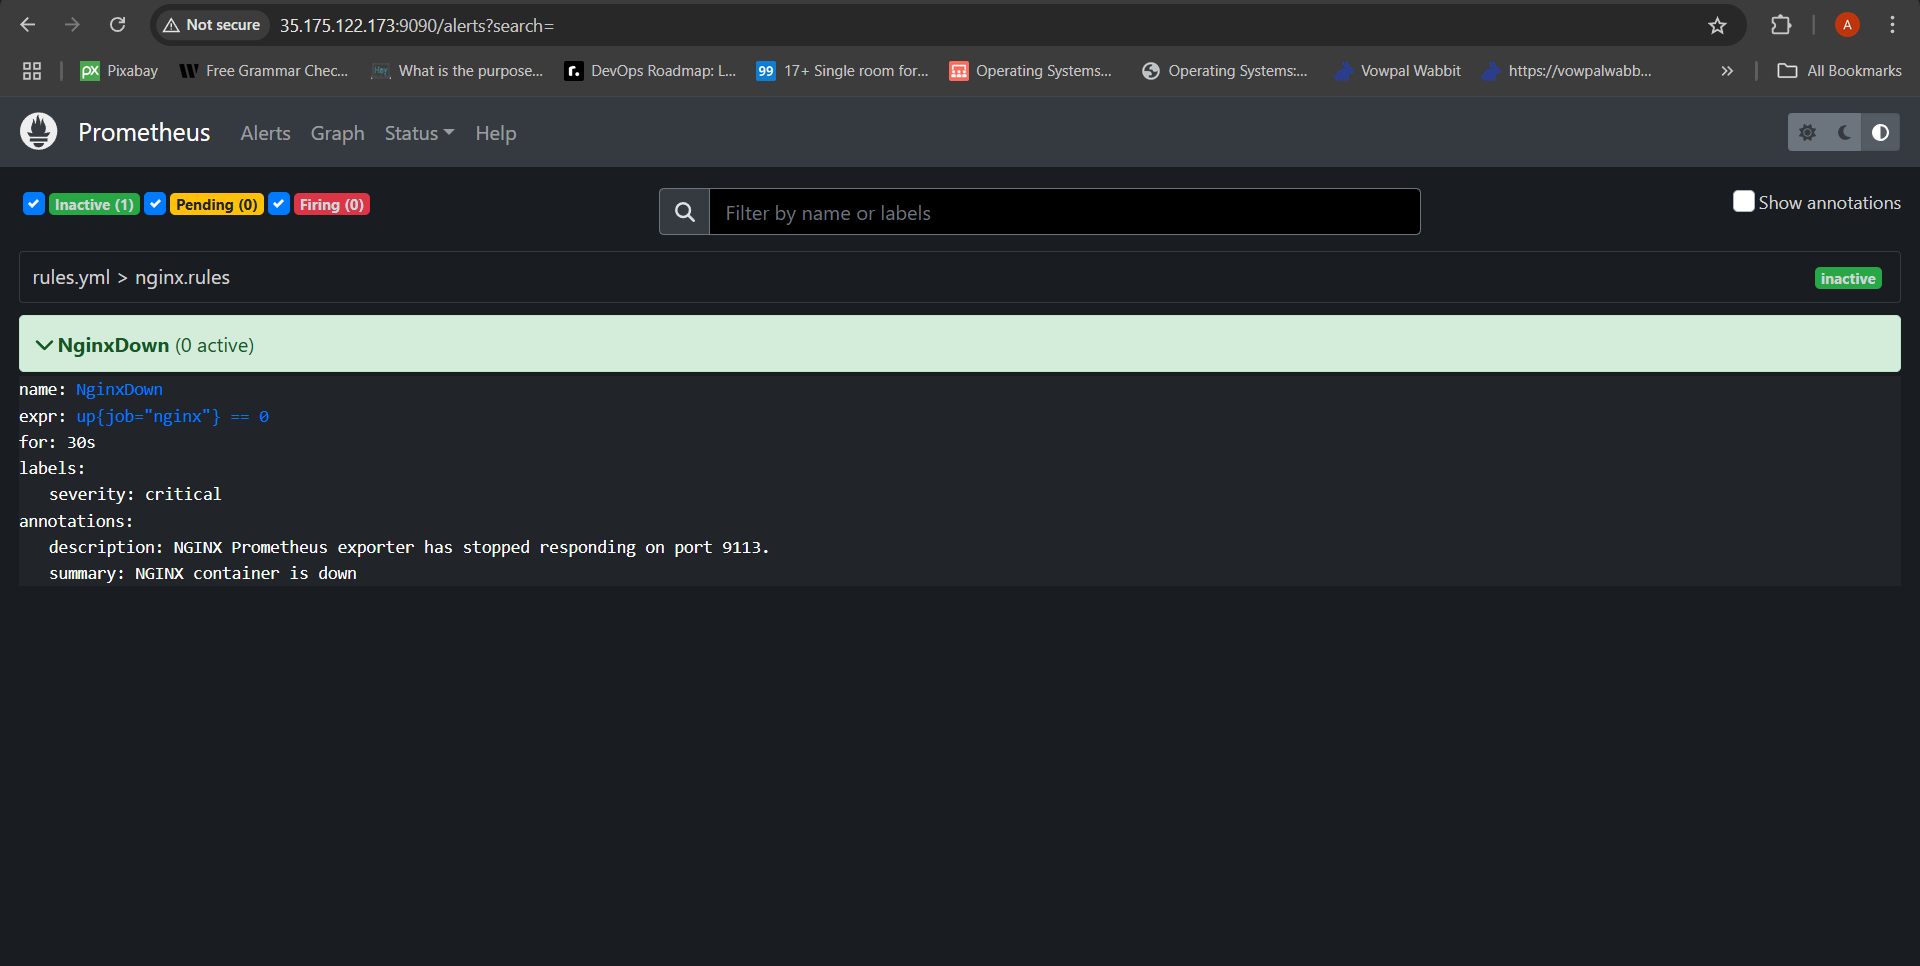 Not secure 35.175.122.173:9090/alerts?search= A
Pixabay Free Grammar Chec... What is the purpose... DevOps Roadmap: L... 17+ Single room for... Operating Systems... Operating Systems:... Vowpal Wabbit https://vowpalwabb... » All Bookmarks
Prometheus Alerts Graph Status Help
Inactive (1) Pending (0) Firing (0) Filter by name or labels Show annotations
rules.yml > nginx.rules inactive
NginxDown (0 active)
name: NginxDown
expr: up{job="nginx"} == 0
for: 30s
labels:
severity: critical
annotations:
description: NGINX Prometheus exporter has stopped responding on port 9113.
summary: NGINX container is down